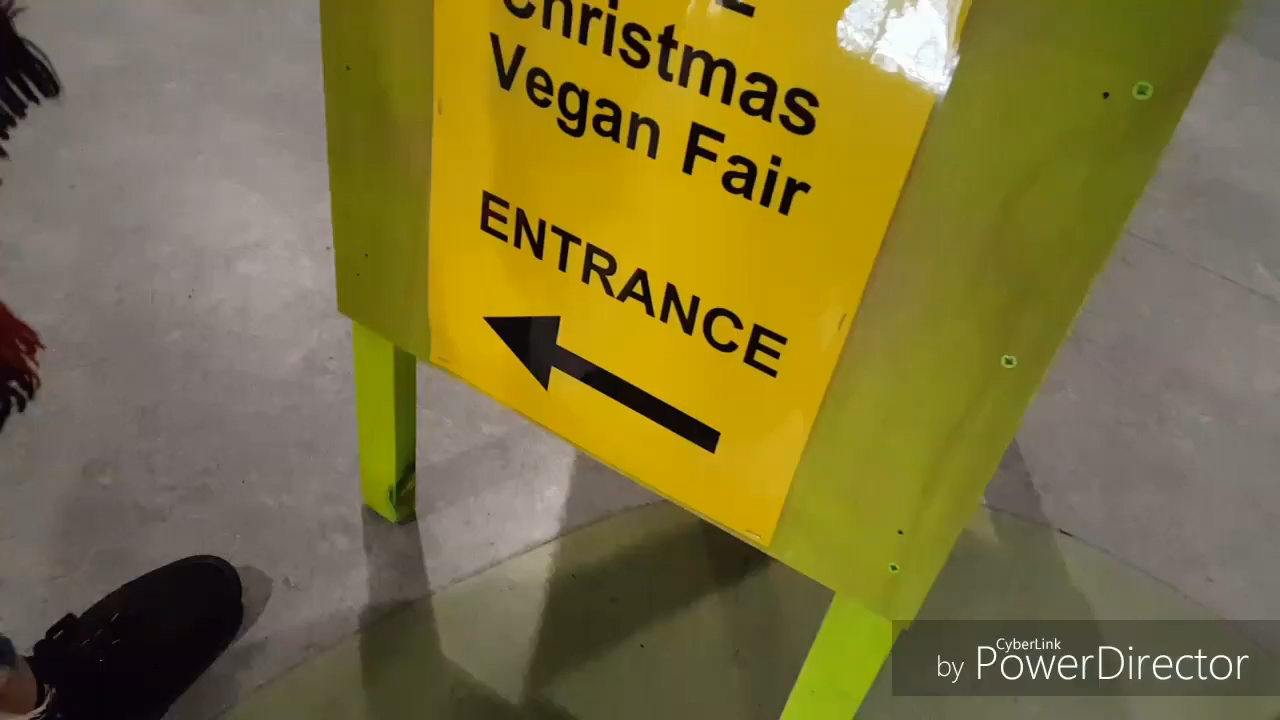 Christmas
Vegan Fair
ENTRANCE
CyberLink
by PowerDirector